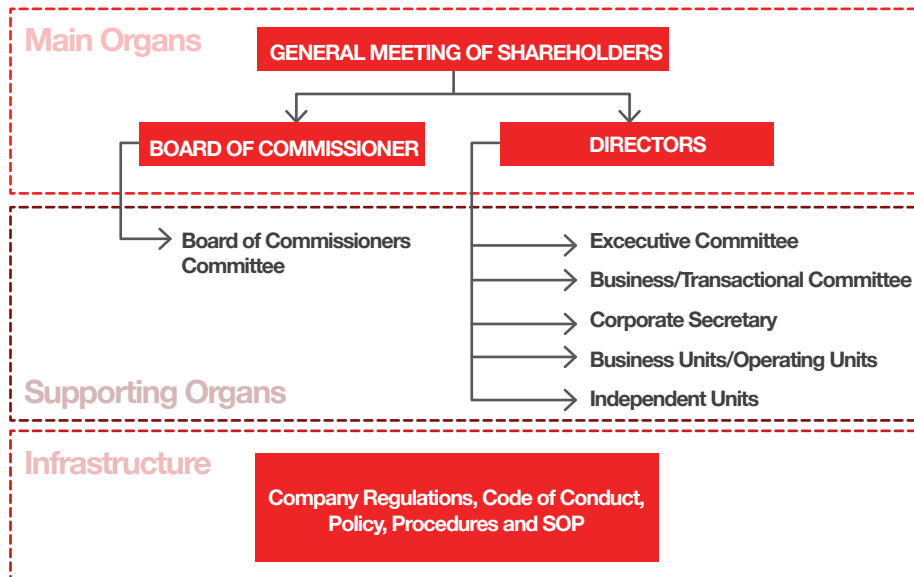 Main Organs
GENERAL MEETING OF SHAREHOLDERS
BOARD OF COMMISSIONER
DIRECTORS
Board of Commissioners
Committee
Excecutive Committee
Business/Transactional Committee
Corporate Secretary
Business Units/Operating Units
Independent Units
Supporting Organs
Infrastructure
Company Regulations, Code of Conduct,
Policy, Procedures and SOP